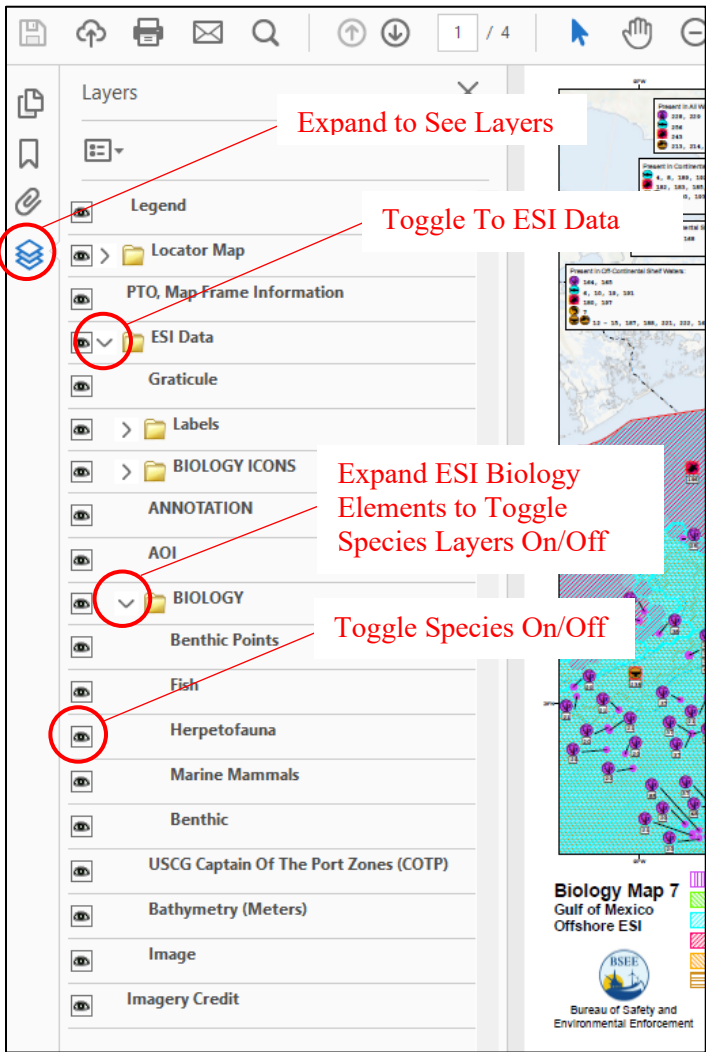 1 / 4
Layers
Expand to See Layers
Legend
Toggle To ESI Data
Locator Map
PTO, Map Frame Information
ESI Data
Graticule
Labels
BIOLOGY ICONS
Expand ESI Biology
Elements to Toggle
Species Layers On/Off
ANNOTATION
AOI
BIOLOGY
Toggle Species On/Off
Benthic Points
Fish
Herpetofauna
Marine Mammals
Benthic
USCG Captain Of The Port Zones (COTP)
Bathymetry (Meters)
Image
Imagery Credit
Present in Off-Continental Shelf Waters:
Biology Map 7
Gulf of Mexico
Offshore ESI
BSEE
Bureau of Safety and
Environmental Enforcement